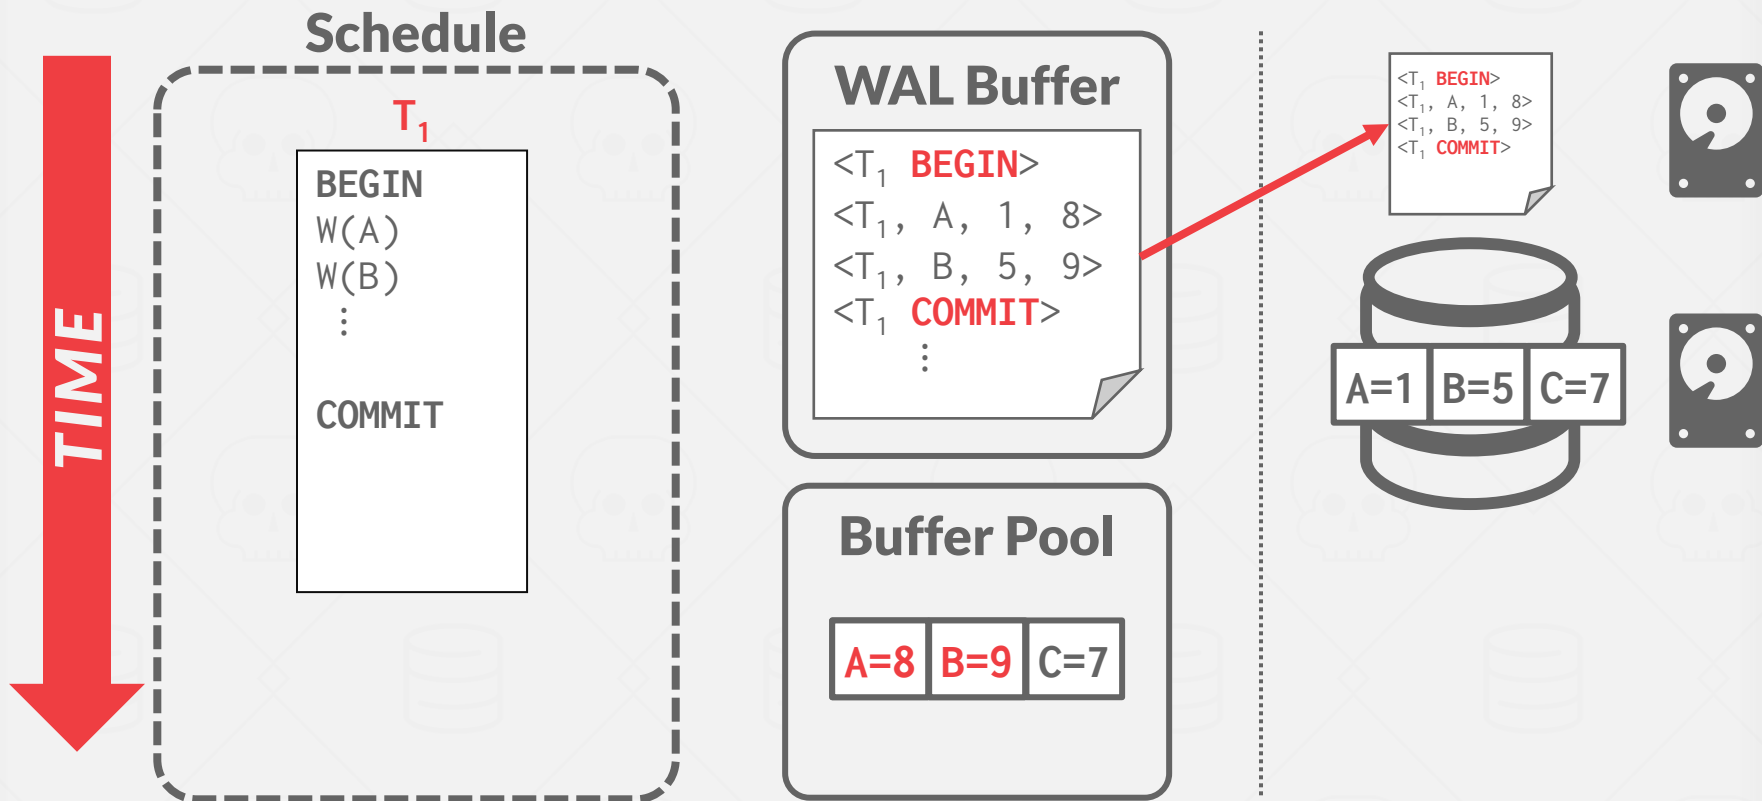 Schedule
TIME
T1
BEGIN
W(A)
W(B)
⋮
COMMIT
WAL Buffer
<T1 BEGIN>
<T1, A, 1, 8>
<T1, B, 5, 9>
<T1 COMMIT>
⋮
Buffer Pool
A=8 B=9 C=7
<T1 BEGIN>
<T1, A, 1, 8>
<T1, B, 5, 9>
<T1 COMMIT>
A=1 B=5 C=7